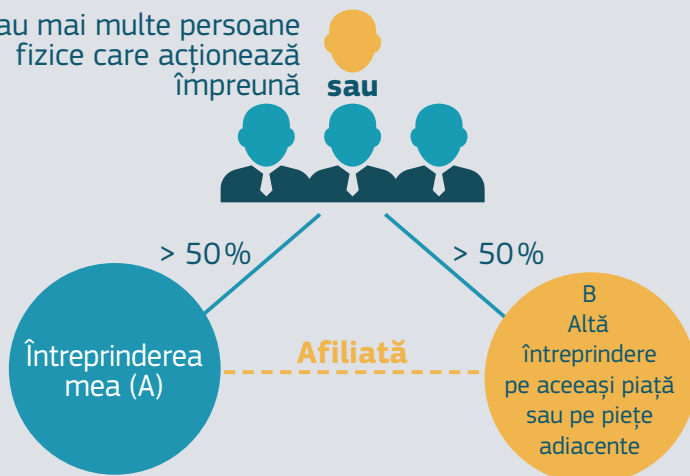 sau mai multe persoane
fizice care acționează
împreună
sau
> 50%
> 50%
Întreprinderea
mea (A)
Afiliată
B
Altă
întreprindere
pe aceeași piață
sau pe piețe
adiacente